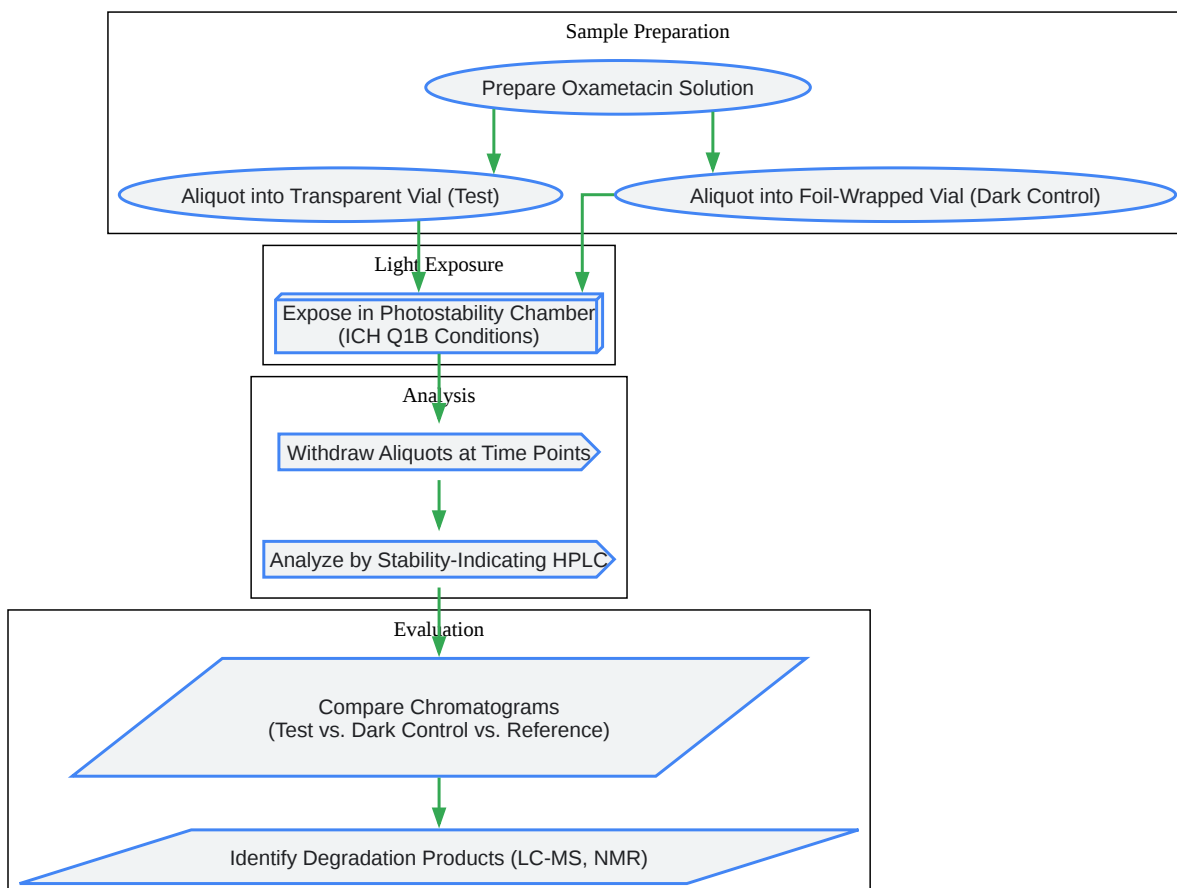 Sample Preparation
Prepare Oxametacin Solution
Aliquot into Transparent Vial (Test)
Aliquot into Foil-Wrapped Vial (Dark Control)
Light Exposure
Expose in Photostability Chamber
(ICH Q1B Conditions)
Analysis
Withdraw Aliquots at Time Points
Analyze by Stability-Indicating HPLC
Evaluation
Compare Chromatograms
(Test vs. Dark Control vs. Reference)
Identify Degradation Products (LC-MS, NMR)